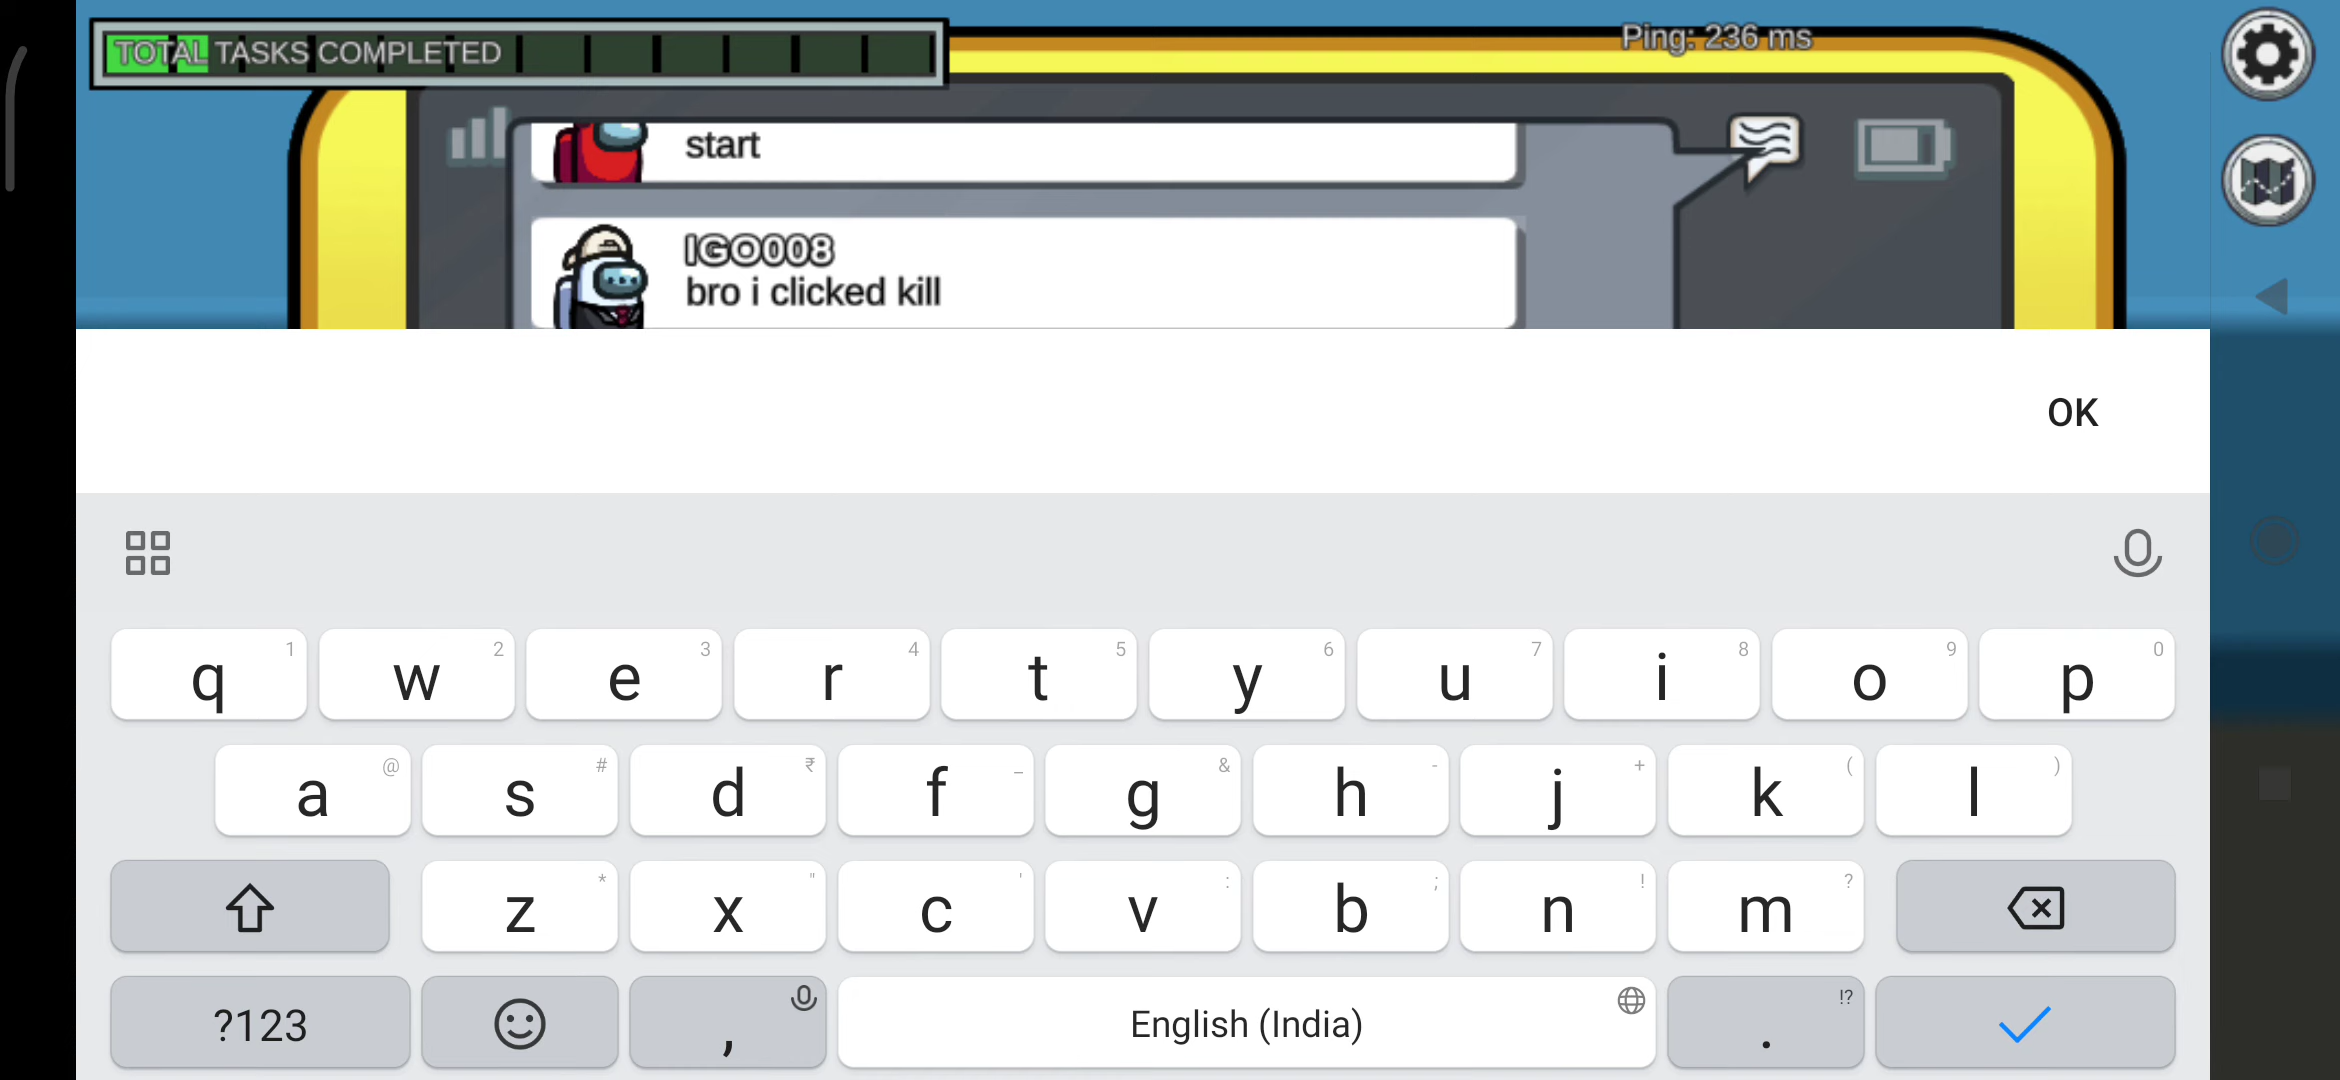 TOTAL TASKS COMPLETED
Ping: 236 ms
start
IGO008
bro i clicked kill
OK
q 1 w 2 e 3 r 4 t 5 y 6 u 7 i 8 o 9 p 0
a @ s # d ₹ f _ g & h - j + k ( l )
z * x " c ' v : b ; n ! m ?
?123 , English (India) . !?